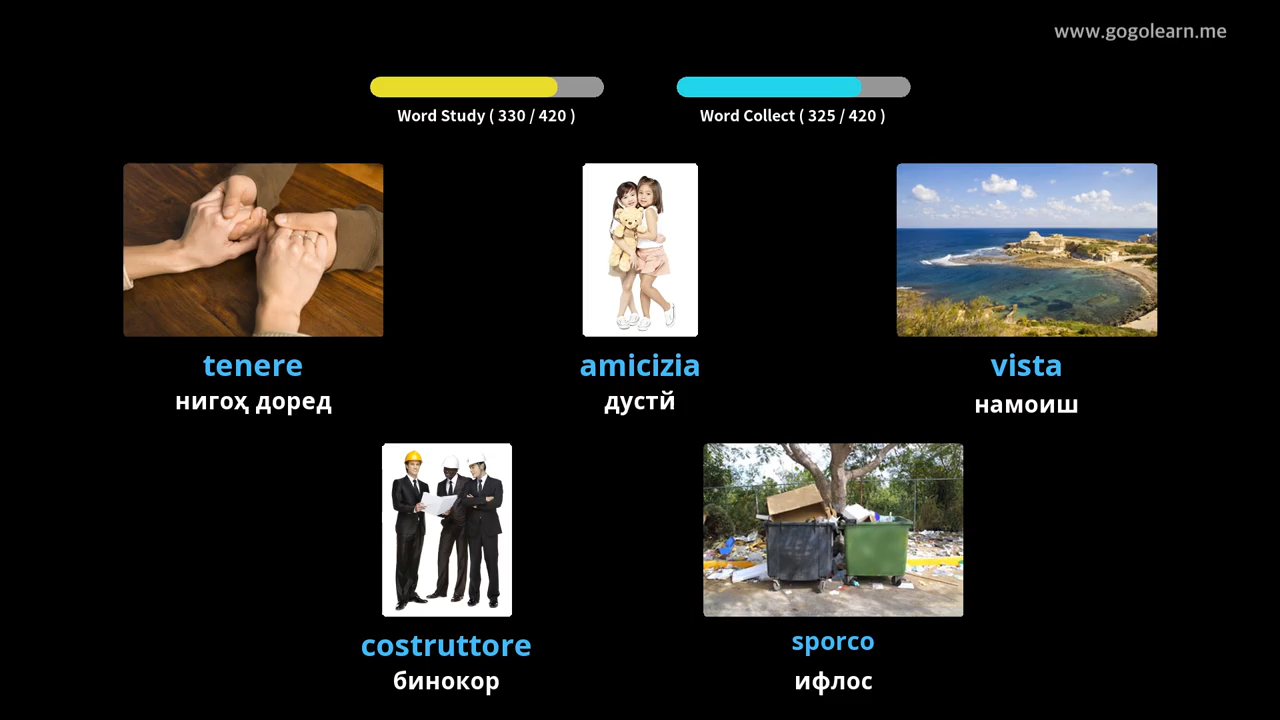 www.gogolearn.me
Word Study ( 330 / 420 )
Word Collect ( 325 / 420 )
tenere
нигоҳ доред
amicizia
дустй
vista
намоиш
costruttore
бинокор
sporco
ифлос